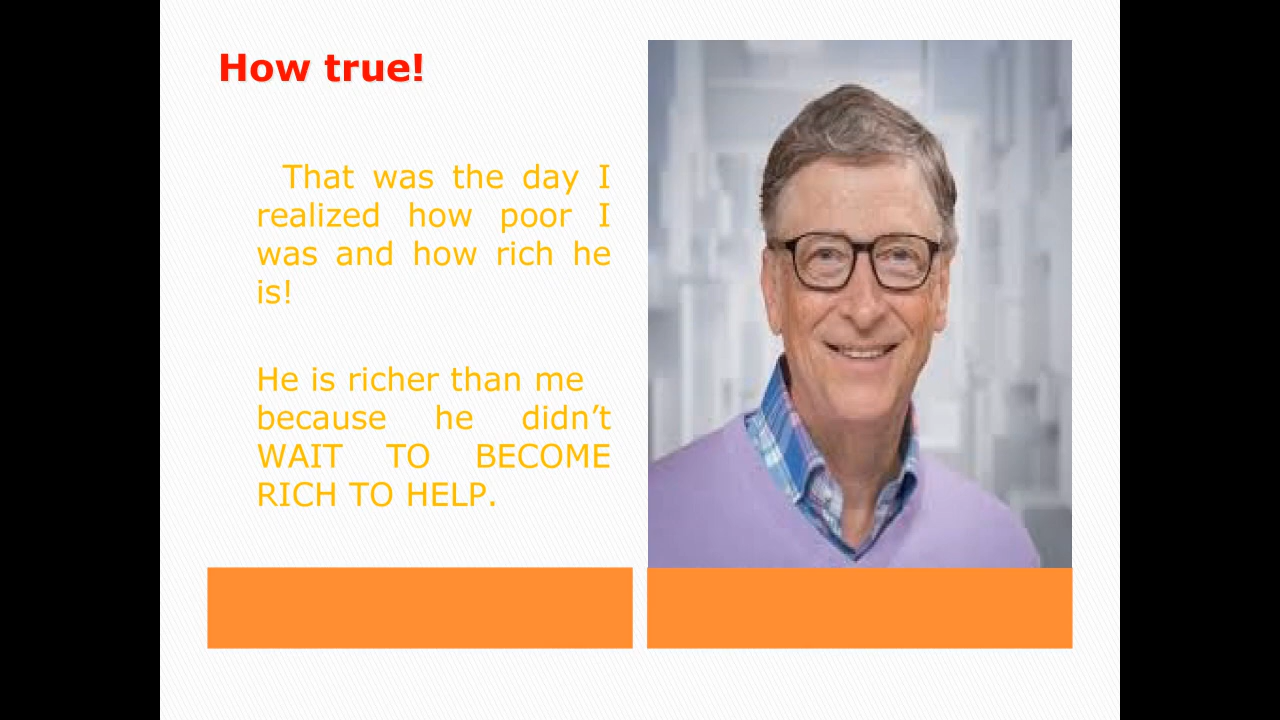 How true!
That was the day I
realized how poor I
was and how rich he
is!
He is richer than me
because he didn’t
WAIT TO BECOME
RICH TO HELP.